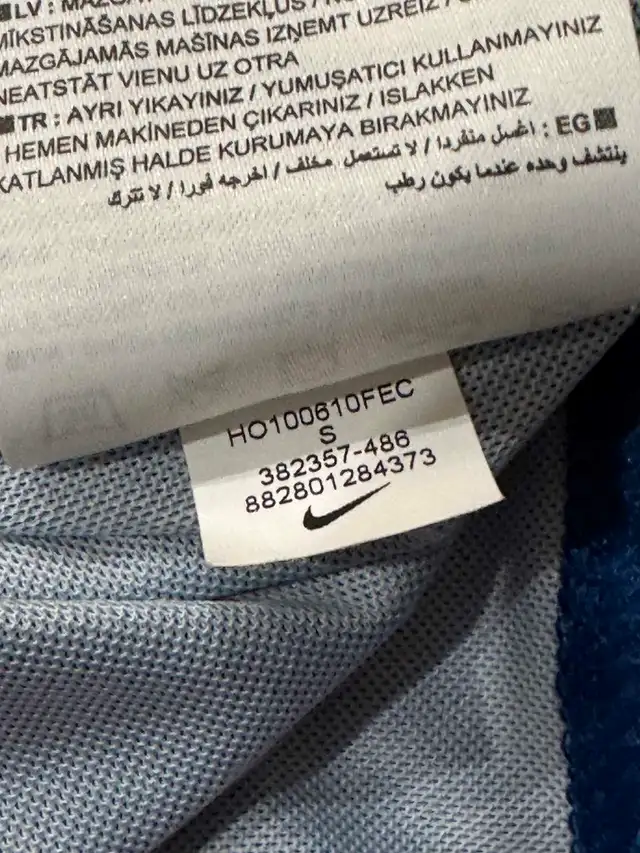 ■LV :
MĪKSTINĀŠANAS LĪDZEKĻUS /
MAZGĀJAMĀS MAŠĪNAS IZŅEMT UZREIZ /
NEATSTĀT VIENU UZ OTRA
■TR : AYRI YIKAYINIZ / YUMUŞATICI KULLANMAYINIZ
HEMEN MAKİNEDEN ÇIKARINIZ / ISLAKKEN
KATLANMIŞ HALDE KURUMAYA BIRAKMAYINIZ
■EG : اغسل منفردا / لا تستعمل مخلف / اخرجه فورا / لا تترك
ينتشف وحده عندما يكون رطب
HO100610FEC
S
382357-486
882801284373